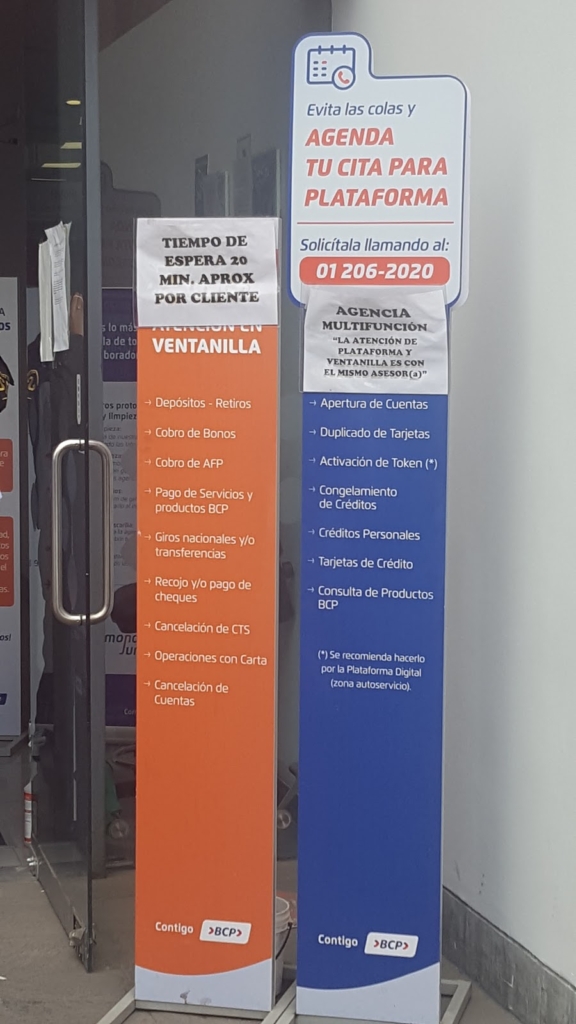 Evita las colas y
AGENDA
TU CITA PARA
PLATAFORMA
Solicítala llamando al:
01 206-2020
TIEMPO DE
ESPERA 20
MIN. APROX
POR CLIENTE
ATENCIÓN EN
VENTANILLA
→ Depósitos - Retiros
→ Cobro de Bonos
→ Cobro de AFP
→ Pago de Servicios y
productos BCP
→ Giros nacionales y/o
transferencias
→ Recojo y/o pago de
cheques
→ Cancelación de CTS
→ Operaciones con Carta
→ Cancelación de
Cuentas
Contigo >BCP>
AGENCIA
MULTIFUNCIÓN
"LA ATENCIÓN DE
PLATAFORMA Y
VENTANILLA ES CON
EL MISMO ASESOR(a)"
→ Apertura de Cuentas
→ Duplicado de Tarjetas
→ Activación de Token (*)
→ Congelamiento
de Créditos
→ Créditos Personales
→ Tarjetas de Crédito
→ Consulta de Productos
BCP
(*) Se recomienda hacerlo
por la Plataforma Digital
(zona autoservicio).
Contigo >BCP>